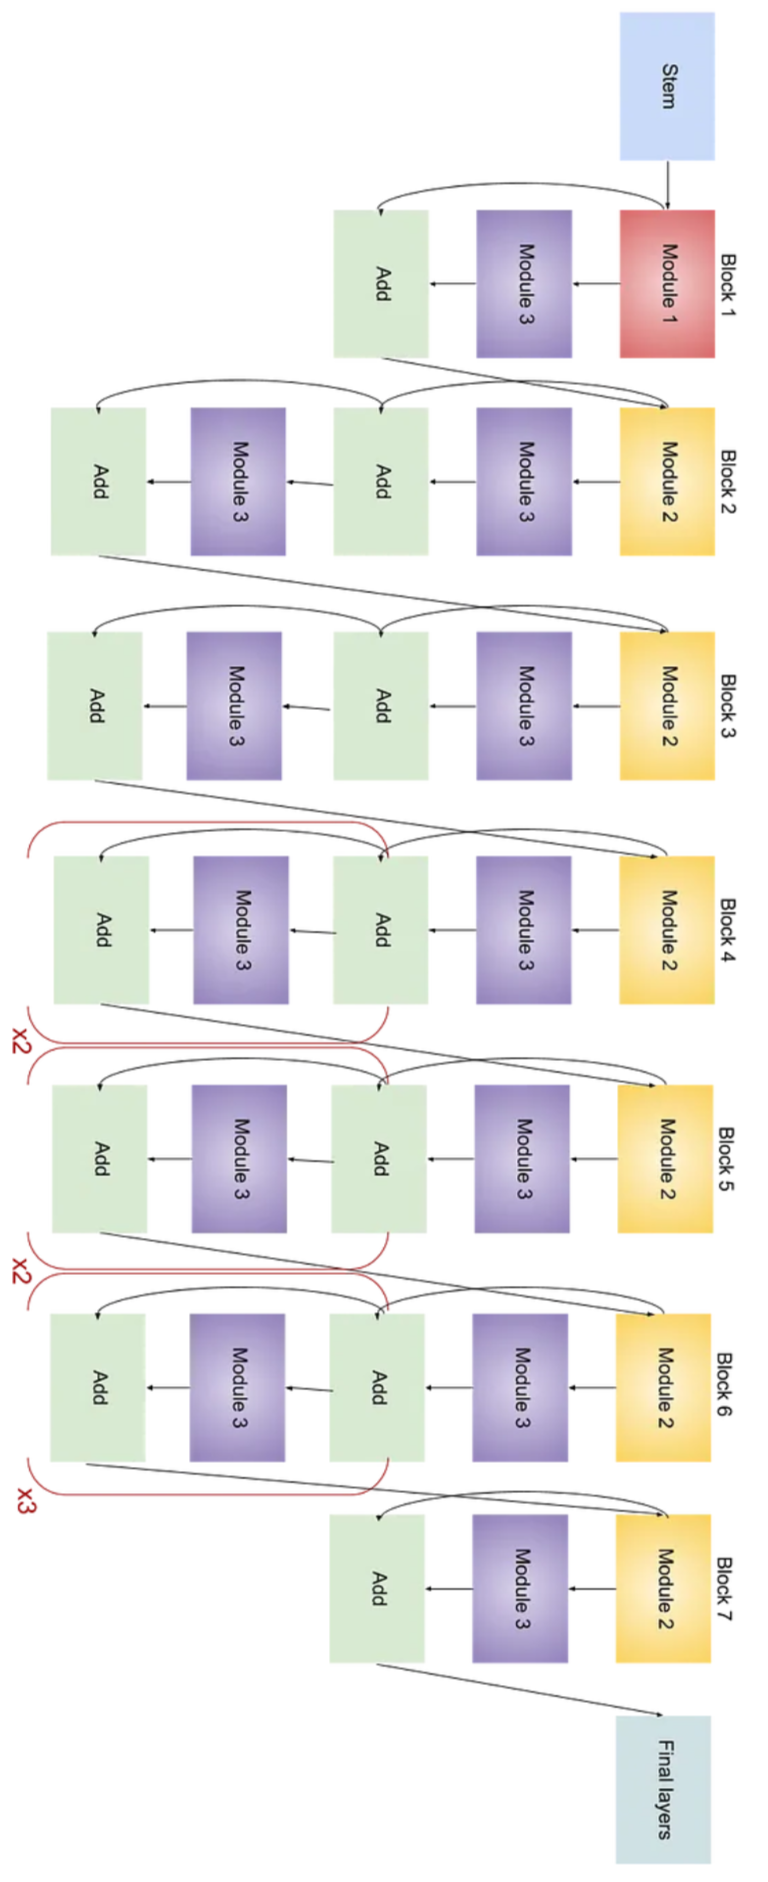 Stem
Block 1
Module 1
Module 3
Add
Block 2
Module 2
Module 3
Add
Module 3
Add
Block 3
Module 2
Module 3
Add
Module 3
Add
Block 4
Module 2
Module 3
Add
Module 3
Add
x2
Block 5
Module 2
Module 3
Add
Module 3
Add
x2
Block 6
Module 2
Module 3
Add
Module 3
Add
x3
Block 7
Module 2
Module 3
Add
Final layers